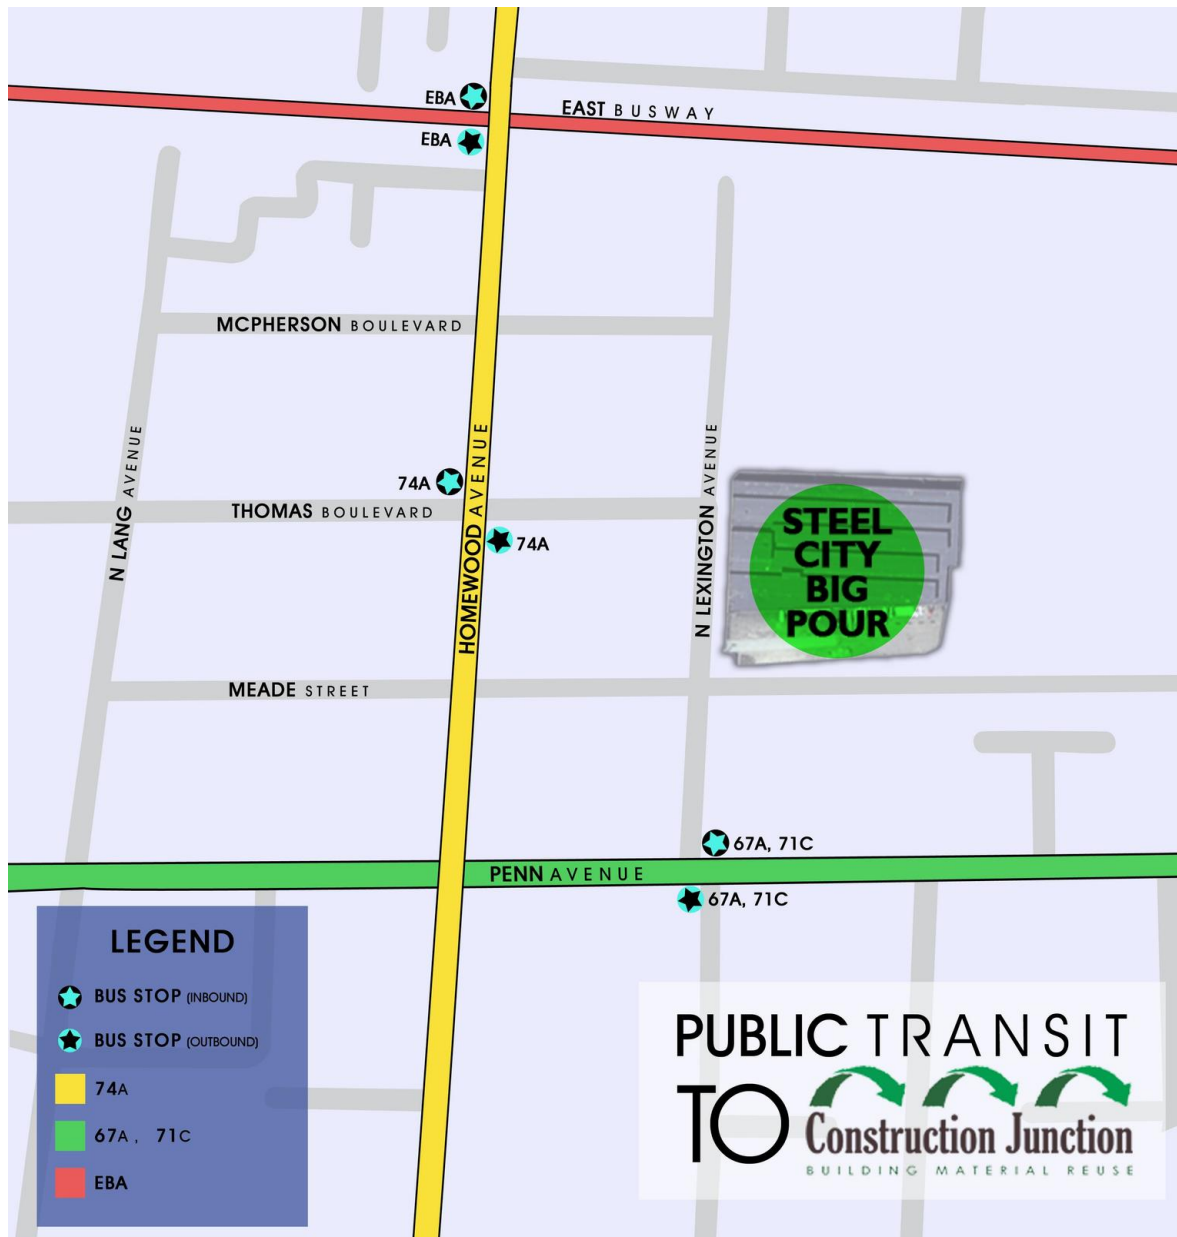 EBA
EAST BUSWAY
EBA
MCPHERSON BOULEVARD
N LANG AVENUE
HOMEWOOD AVENUE
N LEXINGTON AVENUE
74A
THOMAS BOULEVARD
74A
STEEL
CITY
BIG
POUR
MEADE STREET
67A, 71C
PENN AVENUE
67A, 71C
LEGEND
BUS STOP (INBOUND)
BUS STOP (OUTBOUND)
74A
67A, 71C
EBA
PUBLIC TRANSIT
TO
Construction Junction
BUILDING MATERIAL REUSE